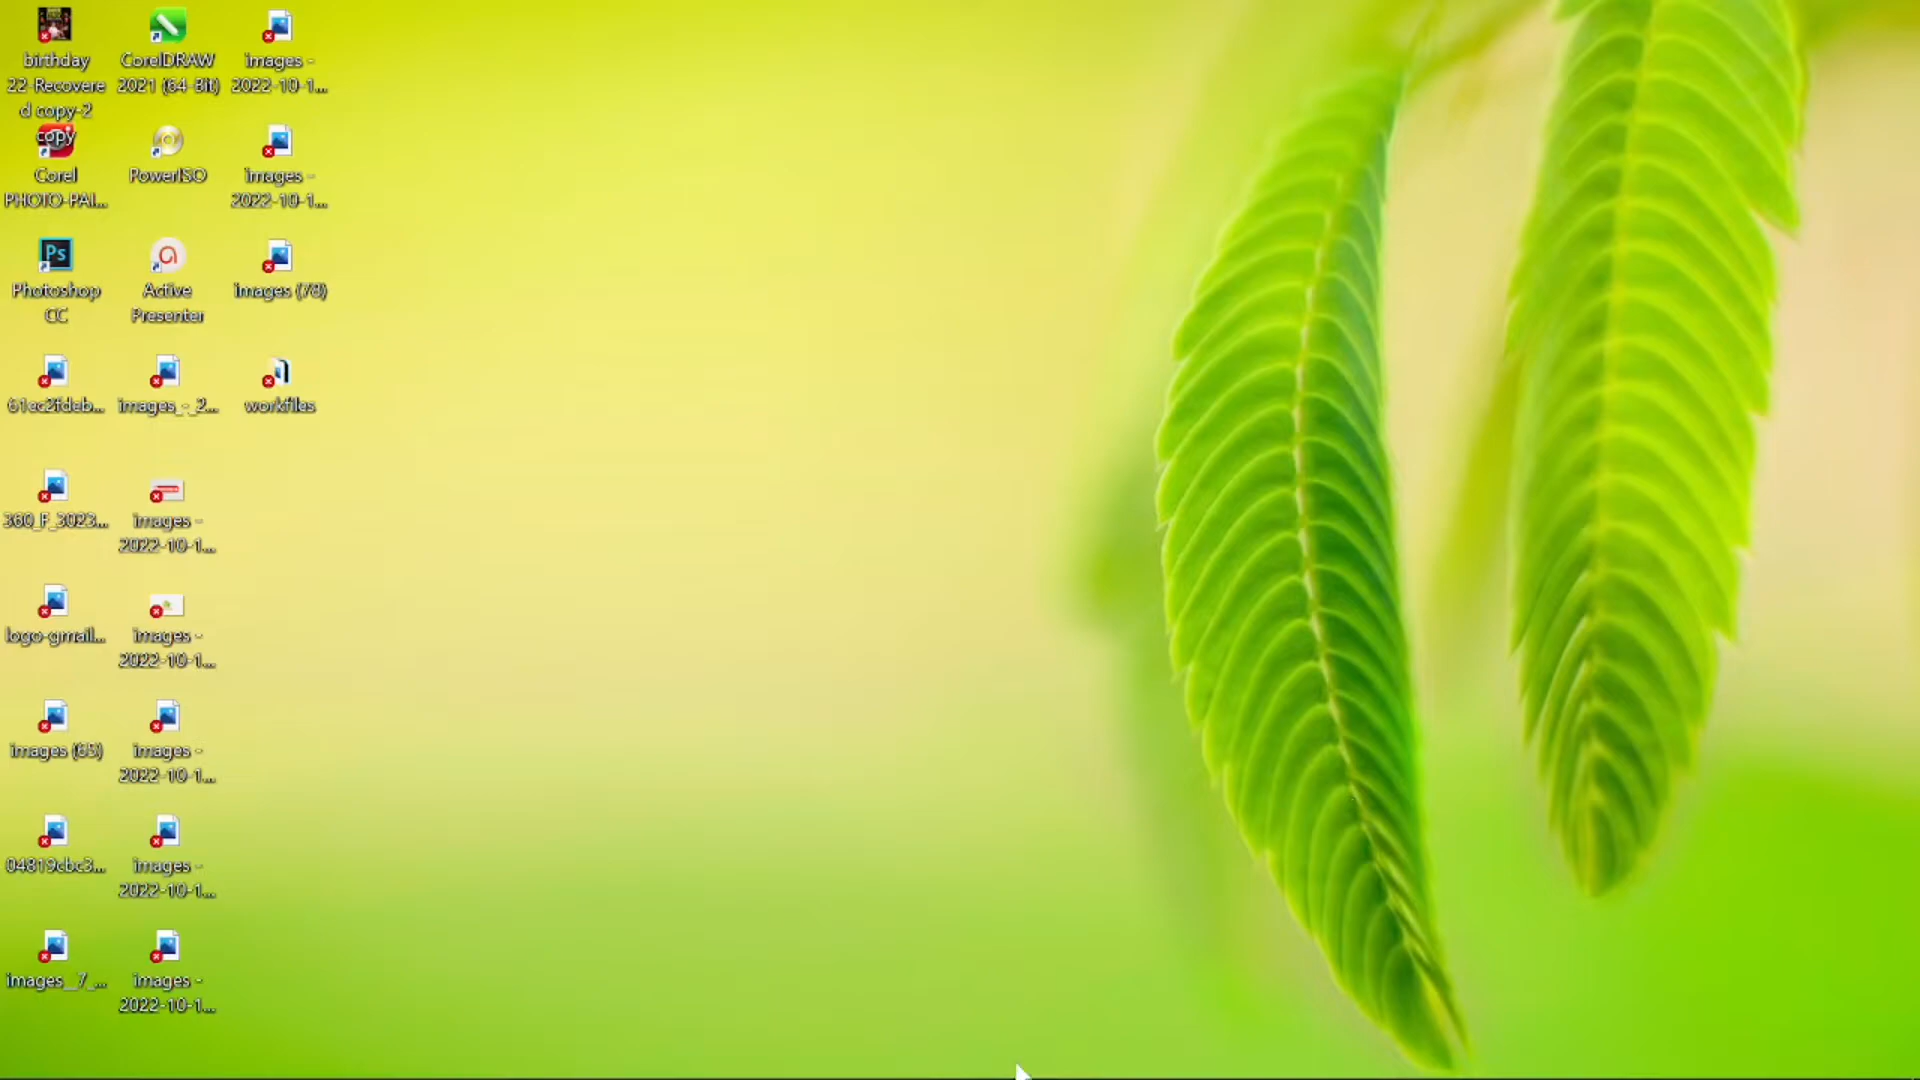 birthday
22-Recovere
d copy-2
copy
Corel
PHOTO-PAI...
Ps
Photoshop
CC
61ec2fdeb...
360_F_3023...
logo-gmail...
images (65)
04819cbc3...
images__7_...
CorelDRAW
2021 (64-Bit)
PowerISO
Active
Presenter
images_-_2...
images -
2022-10-1...
images -
2022-10-1...
images -
2022-10-1...
images -
2022-10-1...
images -
2022-10-1...
images -
2022-10-1...
images -
2022-10-1...
images (78)
workfiles